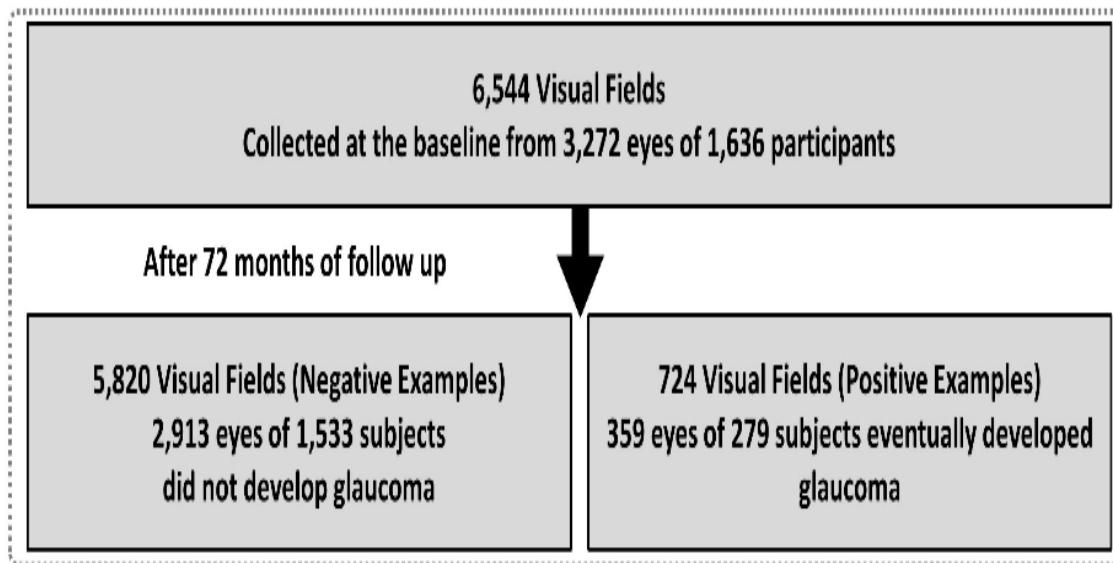 6,544 Visual Fields
Collected at the baseline from 3,272 eyes of 1,636 participants
After 72 months of follow up
5,820 Visual Fields (Negative Examples)
2,913 eyes of 1,533 subjects
did not develop glaucoma
724 Visual Fields (Positive Examples)
359 eyes of 279 subjects eventually developed
glaucoma